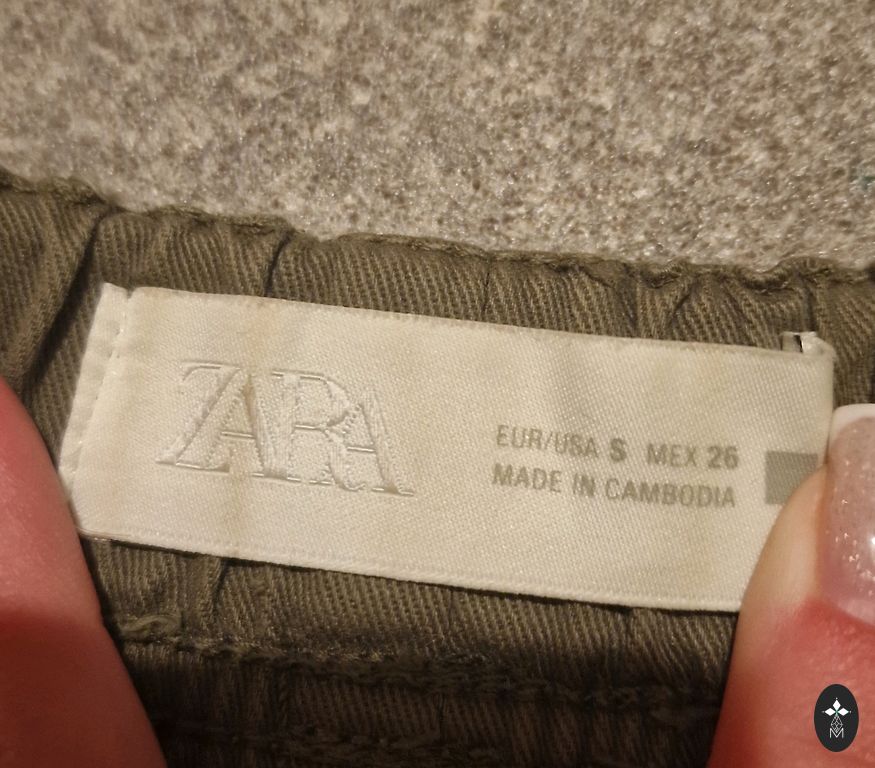 ZARA
EUR/USA S MEX 26
MADE IN CAMBODIA
M